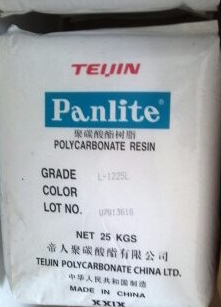 TEIJIN
Panlite®
聚碳酸酯树脂
POLYCARBONATE RESIN
GRADE L-1225L
COLOR
LOT NO.
NET 25 KGS
帝人聚碳酸酯有限公司
TEIJIN POLYCARBONATE CHINA LTD.
中华人民共和国制造
MADE IN CHINA
XXIX